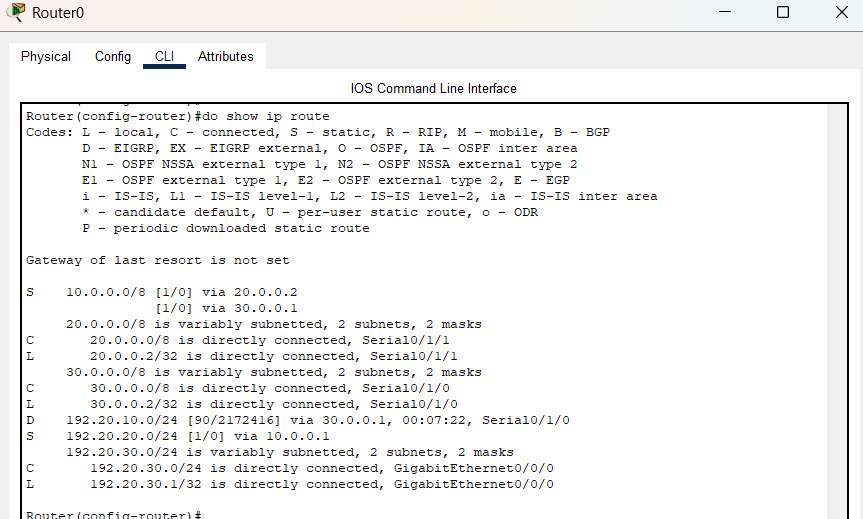 Router0
Physical Config CLI Attributes
IOS Command Line Interface
Router(config-router)#do show ip route
Codes: L - local, C - connected, S - static, R - RIP, M - mobile, B - BGP
D - EIGRP, EX - EIGRP external, O - OSPF, IA - OSPF inter area
N1 - OSPF NSSA external type 1, N2 - OSPF NSSA external type 2
E1 - OSPF external type 1, E2 - OSPF external type 2, E - EGP
i - IS-IS, L1 - IS-IS level-1, L2 - IS-IS level-2, ia - IS-IS inter area
* - candidate default, U - per-user static route, o - ODR
P - periodic downloaded static route
Gateway of last resort is not set
S 10.0.0.0/8 [1/0] via 20.0.0.2
[1/0] via 30.0.0.1
20.0.0.0/8 is variably subnetted, 2 subnets, 2 masks
C 20.0.0.0/8 is directly connected, Serial0/1/1
L 20.0.0.2/32 is directly connected, Serial0/1/1
30.0.0.0/8 is variably subnetted, 2 subnets, 2 masks
C 30.0.0.0/8 is directly connected, Serial0/1/0
L 30.0.0.2/32 is directly connected, Serial0/1/0
D 192.20.10.0/24 [90/2172416] via 30.0.0.1, 00:07:22, Serial0/1/0
S 192.20.20.0/24 [1/0] via 10.0.0.1
192.20.30.0/24 is variably subnetted, 2 subnets, 2 masks
C 192.20.30.0/24 is directly connected, GigabitEthernet0/0/0
L 192.20.30.1/32 is directly connected, GigabitEthernet0/0/0
Router(config-router)#